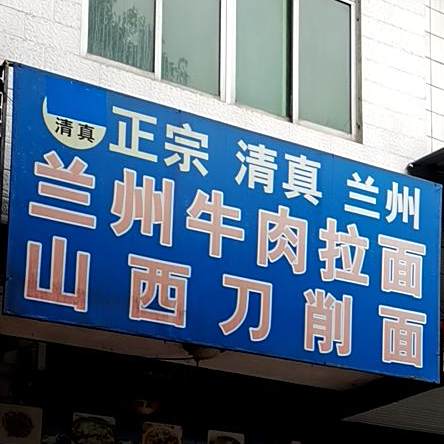 清真
正宗 清真 兰州
兰州牛肉拉面
山西刀削面